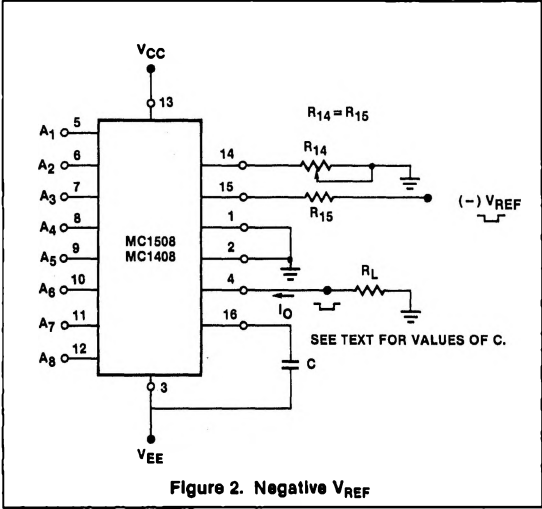 VCC
13
R14=R15
A1 5
A2 6
A3 7
A4 8
A5 9
A6 10
A7 11
A8 12
MC1508
MC1408
14
R14
15
R15
(−) VREF
1
2
4
IO
RL
16
SEE TEXT FOR VALUES OF C.
C
3
VEE
Figure 2. Negative VREF